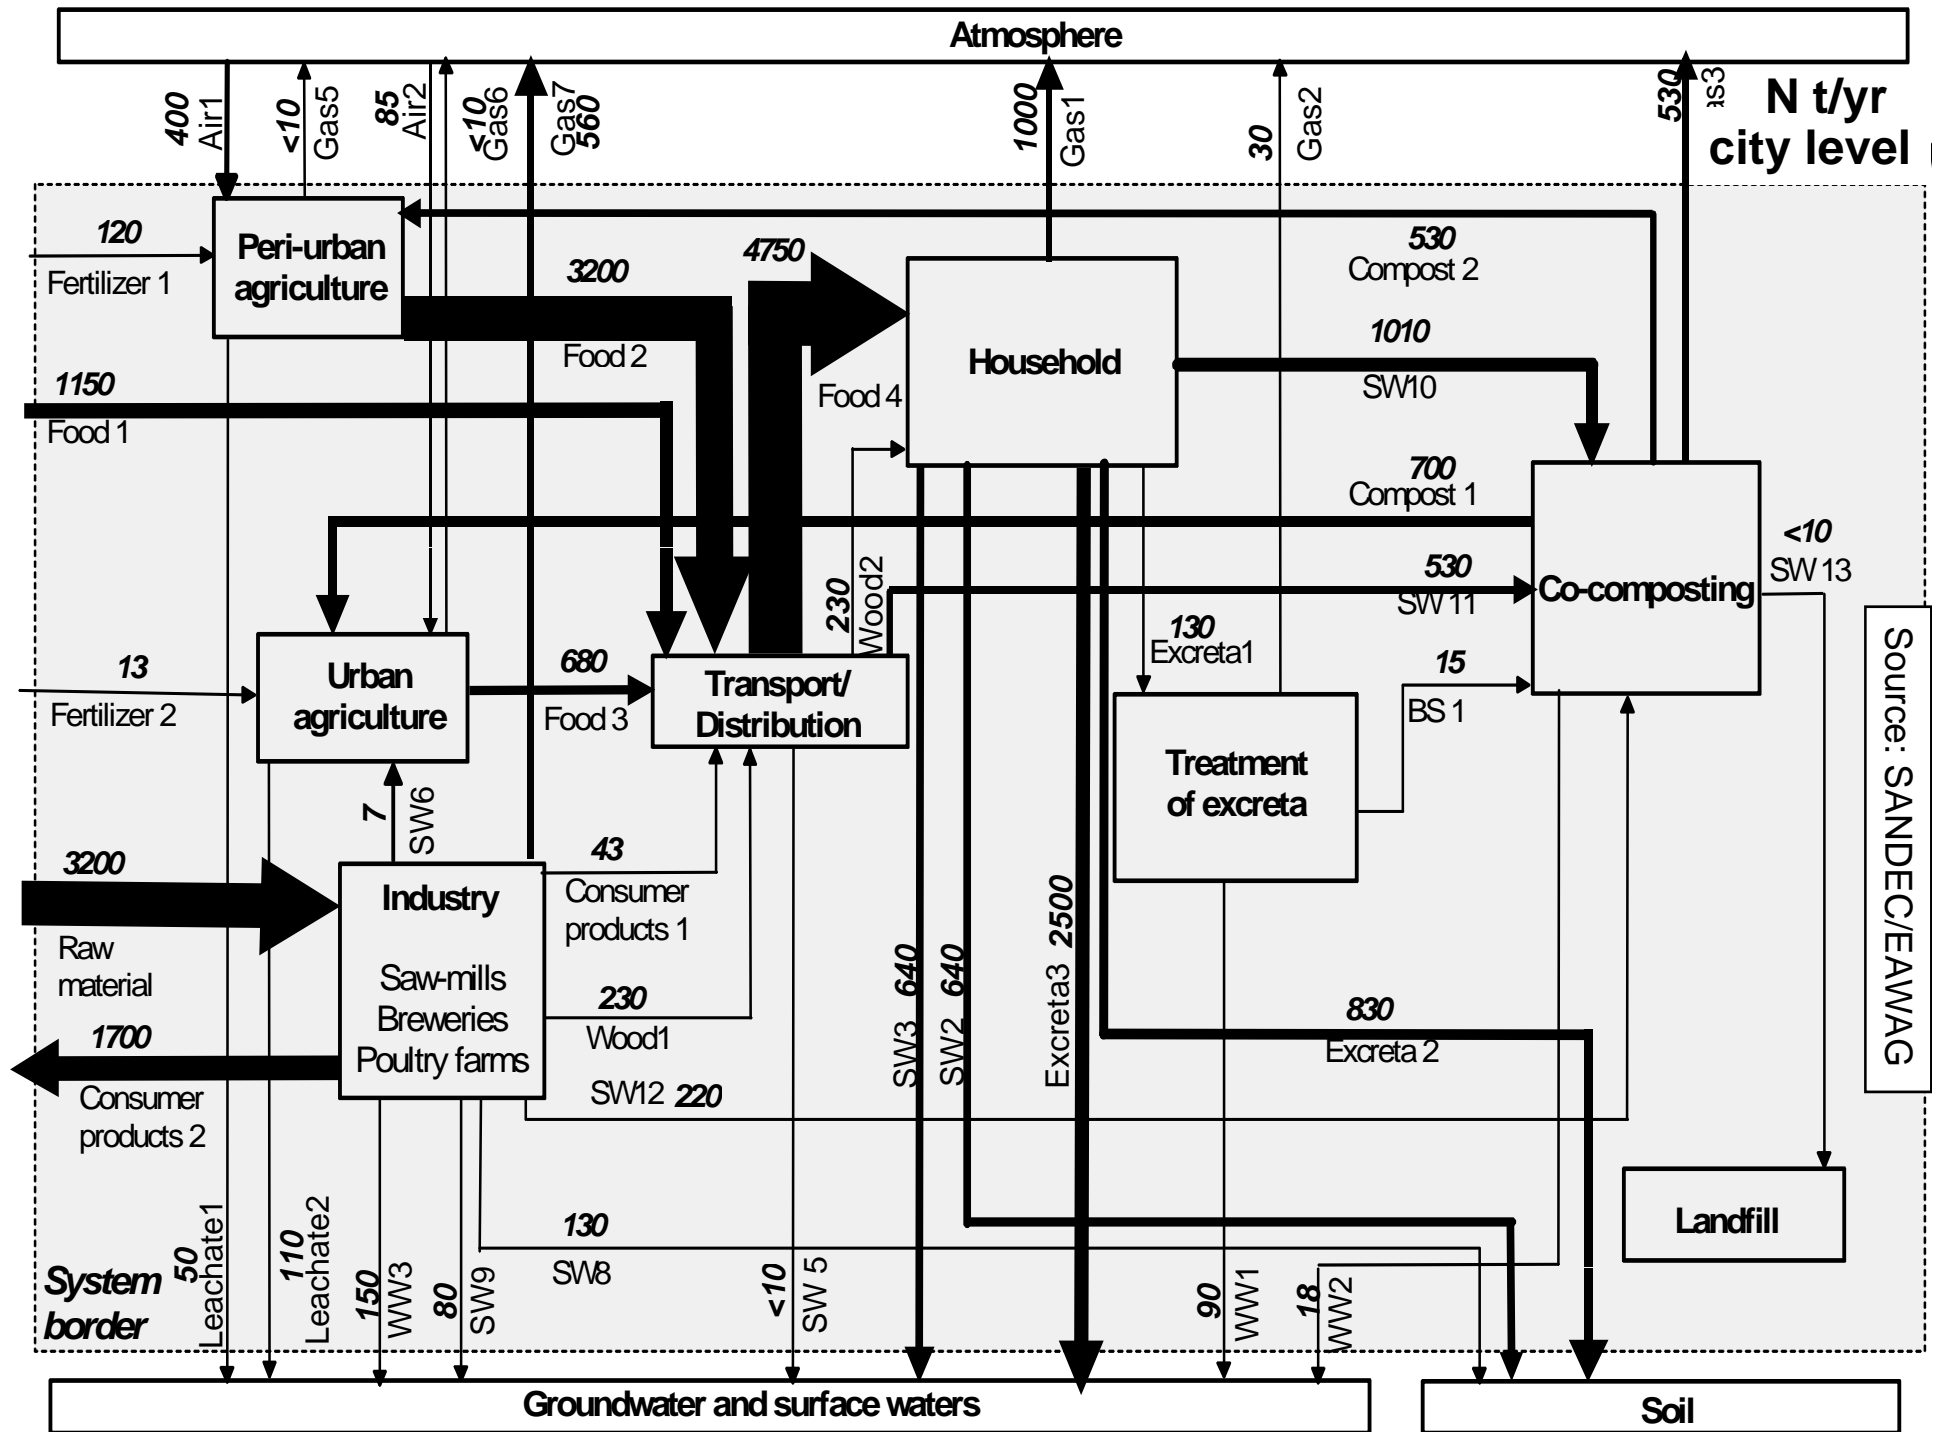 Atmosphere
400
Air1
<10
Gas5
85
Air2
<10
Gas6
Gas7
560
1000
Gas1
30
Gas2
530
as3
N t/yr
city level
120
Fertilizer 1
Peri-urban
agriculture
3200
Food 2
4750
Food 4
Household
530
Compost 2
1010
SW10
1150
Food 1
700
Compost 1
<10
SW 13
230
Wood2
530
SW 11
Co-composting
13
Fertilizer 2
Urban
agriculture
680
Food 3
Transport/
Distribution
130
Excreta1
15
BS 1
Treatment
of excreta
7
SW6
3200
Raw
material
Industry
Saw-mills
Breweries
Poultry farms
43
Consumer
products 1
230
Wood1
SW12 220
1700
Consumer
products 2
SW3 640
SW2 640
Excreta3 2500
830
Excreta 2
Source: SANDEC/EAWAG
Landfill
System
border
50
Leachate1
110
Leachate2
150
WW3
80
SW9
130
SW8
<10
SW 5
90
WW1
18
WW2
Groundwater and surface waters
Soil